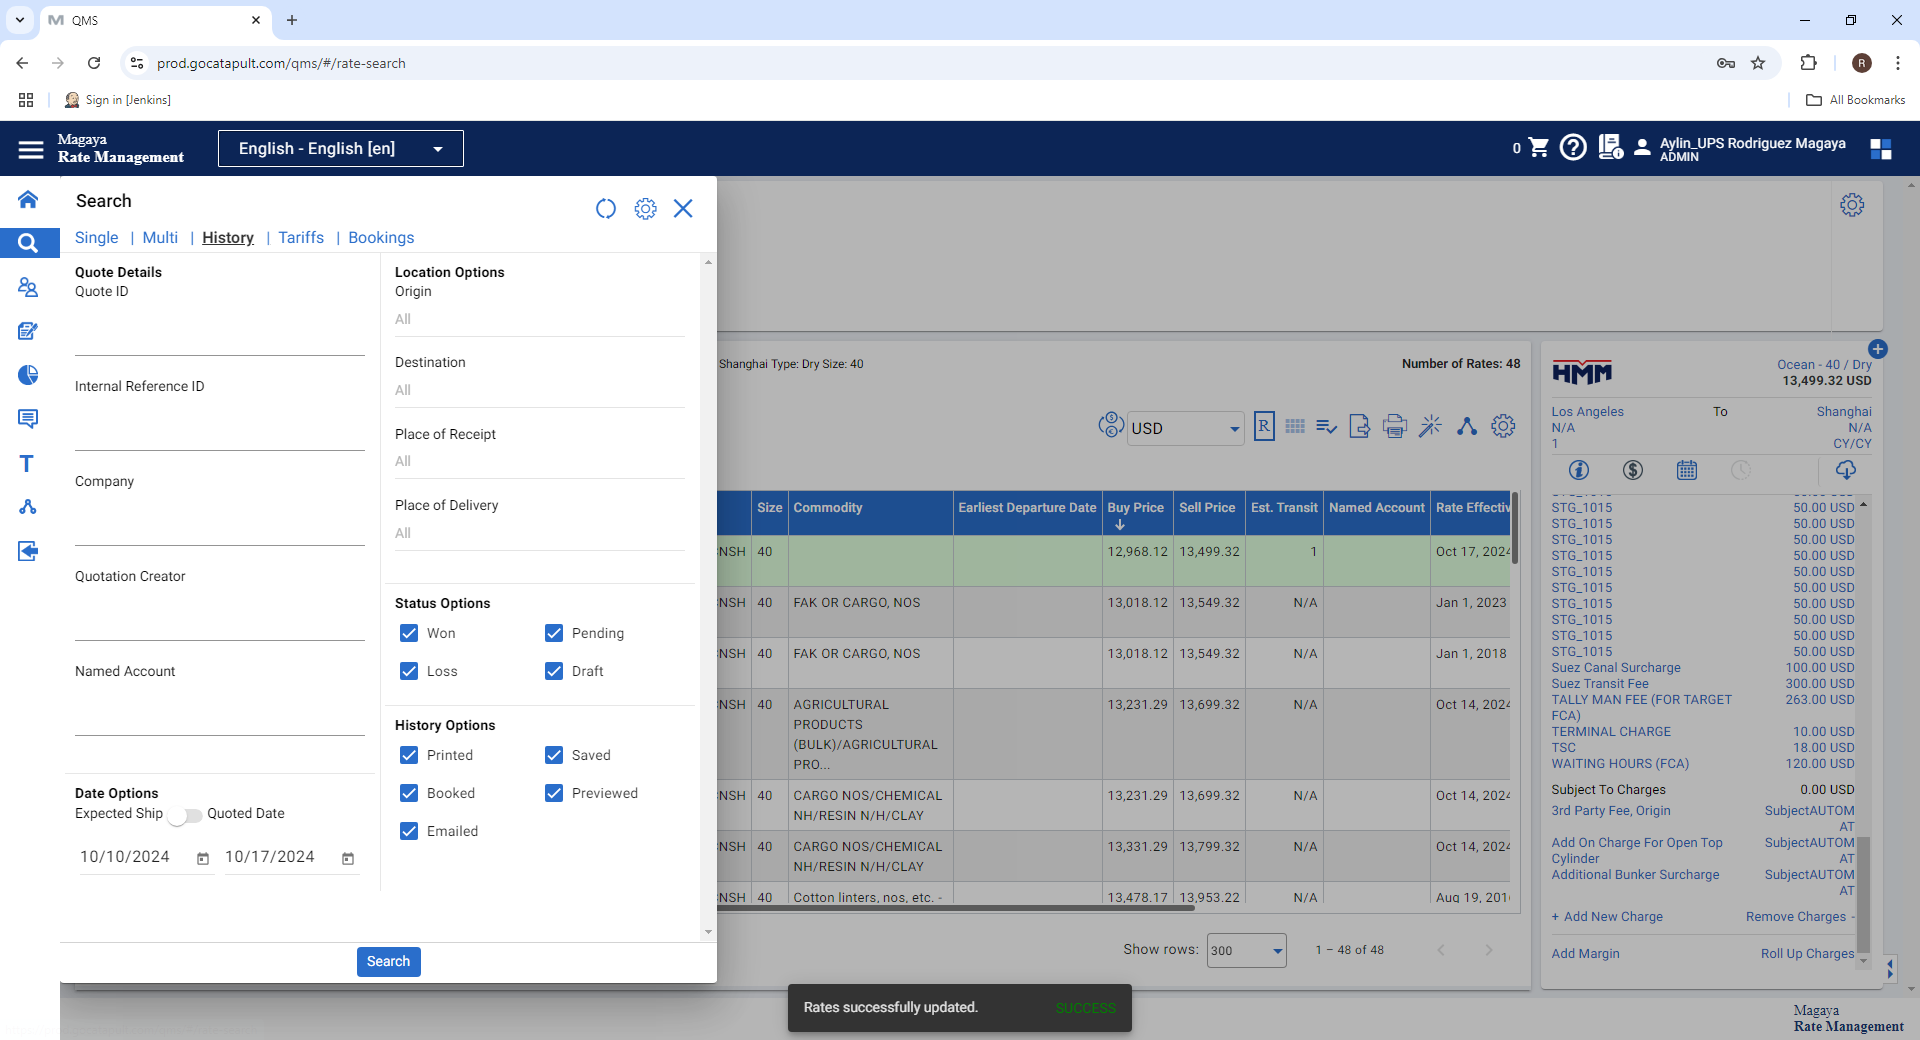 QMS
prod.gocatapult.com/qms/#/rate-search
R
Sign in [Jenkins]
All Bookmarks
Magaya
Rate Management
English - English [en]
0
Aylin_UPS Rodriguez Magaya
ADMIN
Search
Single | Multi | History | Tariffs | Bookings
Quote Details
Quote ID
Internal Reference ID
Company
Quotation Creator
Named Account
Date Options
Expected Ship Quoted Date
10/10/2024 10/17/2024
Location Options
Origin
All
Destination
All
Place of Receipt
All
Place of Delivery
All
Status Options
Won Pending
Loss Draft
History Options
Printed Saved
Booked Previewed
Emailed
Search
Shanghai Type: Dry Size: 40
Number of Rates: 48
USD
R
Size Commodity Earliest Departure Date Buy Price Sell Price Est. Transit Named Account Rate Effectiv
NSH 40 12,968.12 13,499.32 1 Oct 17, 2024
NSH 40 FAK OR CARGO, NOS 13,018.12 13,549.32 N/A Jan 1, 2023
NSH 40 FAK OR CARGO, NOS 13,018.12 13,549.32 N/A Jan 1, 2018
NSH 40 AGRICULTURAL 13,231.29 13,699.32 N/A Oct 14, 2024
PRODUCTS
(BULK)/AGRICULTURAL
PRO...
NSH 40 CARGO NOS/CHEMICAL 13,231.29 13,699.32 N/A Oct 14, 2024
NH/RESIN N/H/CLAY
NSH 40 CARGO NOS/CHEMICAL 13,331.29 13,799.32 N/A Oct 14, 2024
NH/RESIN N/H/CLAY
NSH 40 Cotton linters, nos, etc. - 13,478.17 13,953.22 N/A Aug 19, 201
Show rows: 300 1 – 48 of 48
HMM
Ocean - 40 / Dry
13,499.32 USD
Los Angeles To Shanghai
N/A N/A
1 CY/CY
STG_1015 50.00 USD
STG_1015 50.00 USD
STG_1015 50.00 USD
STG_1015 50.00 USD
STG_1015 50.00 USD
STG_1015 50.00 USD
STG_1015 50.00 USD
STG_1015 50.00 USD
STG_1015 50.00 USD
STG_1015 50.00 USD
STG_1015 50.00 USD
Suez Canal Surcharge 100.00 USD
Suez Transit Fee 300.00 USD
TALLY MAN FEE (FOR TARGET 263.00 USD
FCA)
TERMINAL CHARGE 10.00 USD
TSC 18.00 USD
WAITING HOURS (FCA) 120.00 USD
Subject To Charges 0.00 USD
3rd Party Fee, Origin SubjectAUTOM
AT
Add On Charge For Open Top SubjectAUTOM
Cylinder AT
Additional Bunker Surcharge SubjectAUTOM
AT
+ Add New Charge Remove Charges -
Add Margin Roll Up Charges
Rates successfully updated. SUCCESS
Magaya
Rate Management